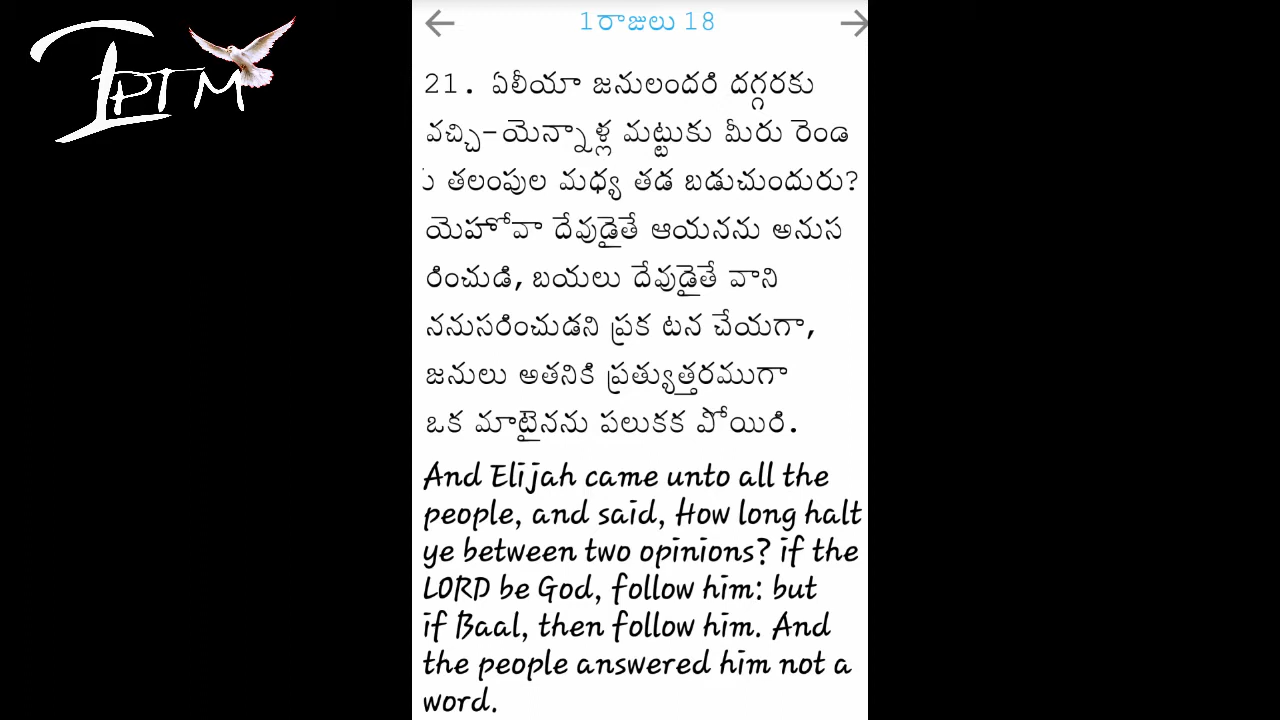 IPTM
1రాజులు 18
21. ఏలీయా జనులందరి దగ్గరకు
వచ్చి-యెన్నాళ్ల మట్టుకు మీరు రెండ
ు తలంపుల మధ్య తడ బడుచుందురు?
యెహోవా దేవుడైతే ఆయనను అనుస
రించుడి, బయలు దేవుడైతే వాని
ననుసరించుడని ప్రక టన చేయగా,
జనులు అతనికి ప్రత్యుత్తరముగా
ఒక మాటైనను పలుకక పోయిరి.
And Elijah came unto all the
people, and said, How long halt
ye between two opinions? if the
LORD be God, follow him: but
if Baal, then follow him. And
the people answered him not a
word.